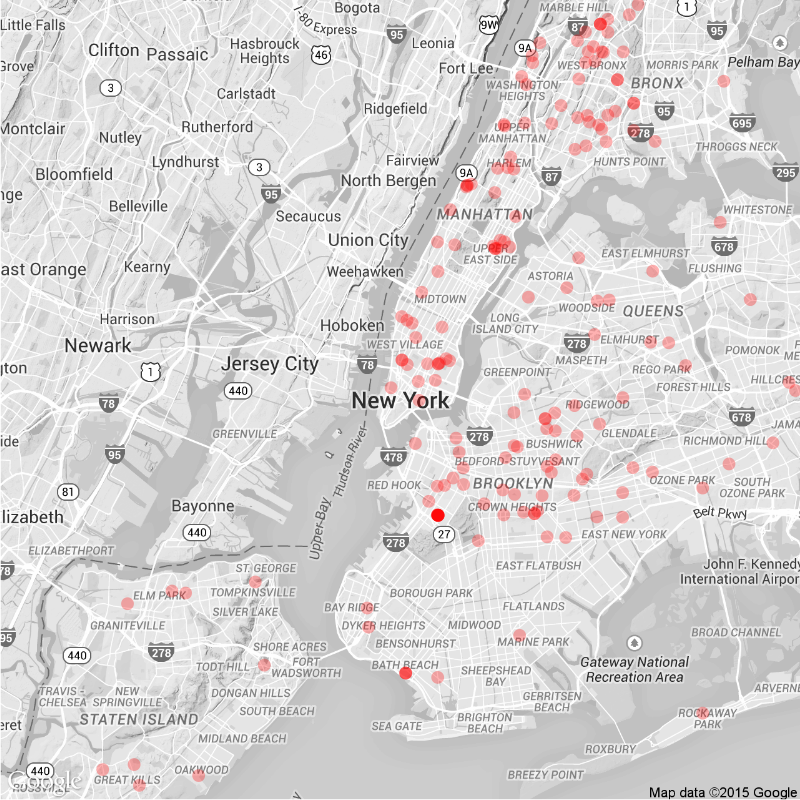 Little Falls
Bogota
I-80 Express
95
9W
MARBLE HILL
87
1
95
Clifton
Passaic
Hasbrouck
Heights
46
Leonia
9A
Fort Lee
WEST BRONX
MORRIS PARK
Pelham Bay
3
Carlstadt
WASHINGTON
HEIGHTS
BRONX
Ridgefield
95
Montclair
Nutley
Rutherford
UPPER
MANHATTAN
278
695
THROGGS NECK
Lyndhurst
3
Fairview
HARLEM
HUNTS POINT
Bloomfield
95
North Bergen
9A
87
295
Belleville
Secaucus
MANHATTAN
WHITESTONE
Union City
UPPER
EAST SIDE
678
ast Orange
Kearny
Weehawken
EAST ELMHURST
FLUSHING
ASTORIA
MIDTOWN
WOODSIDE
QUEENS
Harrison
Hoboken
LONG
ISLAND CITY
Newark
WEST VILLAGE
278
ELMHURST
Jersey City
78
MASPETH
POMONOK
1
GREENPOINT
REGO PARK
FOREST HILLS
HILLCRES
440
New York
78
RIDGEWOOD
678
GREENVILLE
278
BUSHWICK
GLENDALE
JAMA
RICHMOND HILL
95
478
BEDFORD-STUYVESANT
Hudson River
RED HOOK
BROOKLYN
OZONE PARK
SOUTH
OZONE PARK
81
Bayonne
CROWN HEIGHTS
Belt Pkwy
lizabeth
440
Upper Bay
27
EAST NEW YORK
ELIZABETHPORT
278
78
ST. GEORGE
EAST FLATBUSH
John F. Kennedy
International Airpor
ELM PARK
TOMPKINSVILLE
BOROUGH PARK
SILVER LAKE
BAY RIDGE
FLATLANDS
GRANITEVILLE
DYKER HEIGHTS
MIDWOOD
95
BROAD CHANNEL
278
SHORE ACRES
BENSONHURST
MARINE PARK
440
TODT HILL
FORT
WADSWORTH
BATH BEACH
SHEEPSHEAD
BAY
Gateway National
Recreation Area
TRAVIS -
CHELSEA
NEW
SPRINGVILLE
DONGAN HILLS
GERRITSEN
BEACH
ARVERNE
STATEN ISLAND
SOUTH BEACH
SEA GATE
BRIGHTON
BEACH
ROCKAWAY
PARK
MIDLAND BEACH
ROXBURY
440
Google
GREAT KILLS
OAKWOOD
BREEZY POINT
ROSSVILLE
Map data ©2015 Google